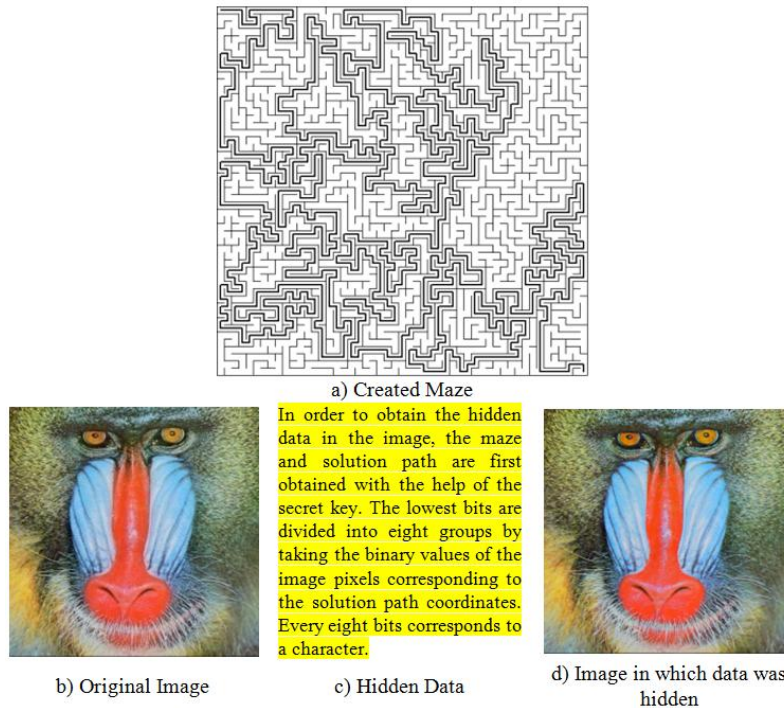 a) Created Maze
In order to obtain the hidden
data in the image, the maze
and solution path are first
obtained with the help of the
secret key. The lowest bits are
divided into eight groups by
taking the binary values of the
image pixels corresponding to
the solution path coordinates.
Every eight bits corresponds to
a character.
b) Original Image
c) Hidden Data
d) Image in which data was
hidden